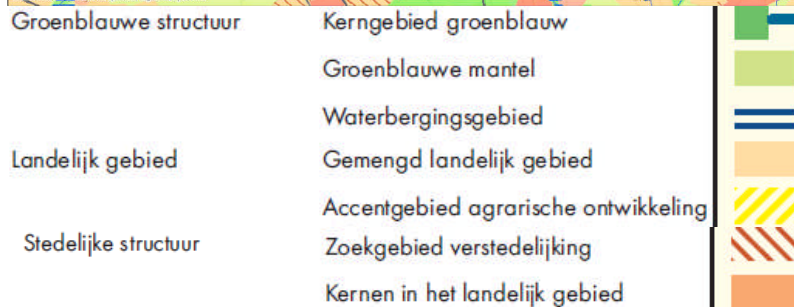 Groenblauwe structuur Kerngebied groenblauw
Groenblauwe mantel
Waterbergingsgebied
Landelijk gebied Gemengd landelijk gebied
Accentgebied agrarische ontwikkeling
Stedelijke structuur Zoekgebied verstedelijking
Kernen in het landelijk gebied